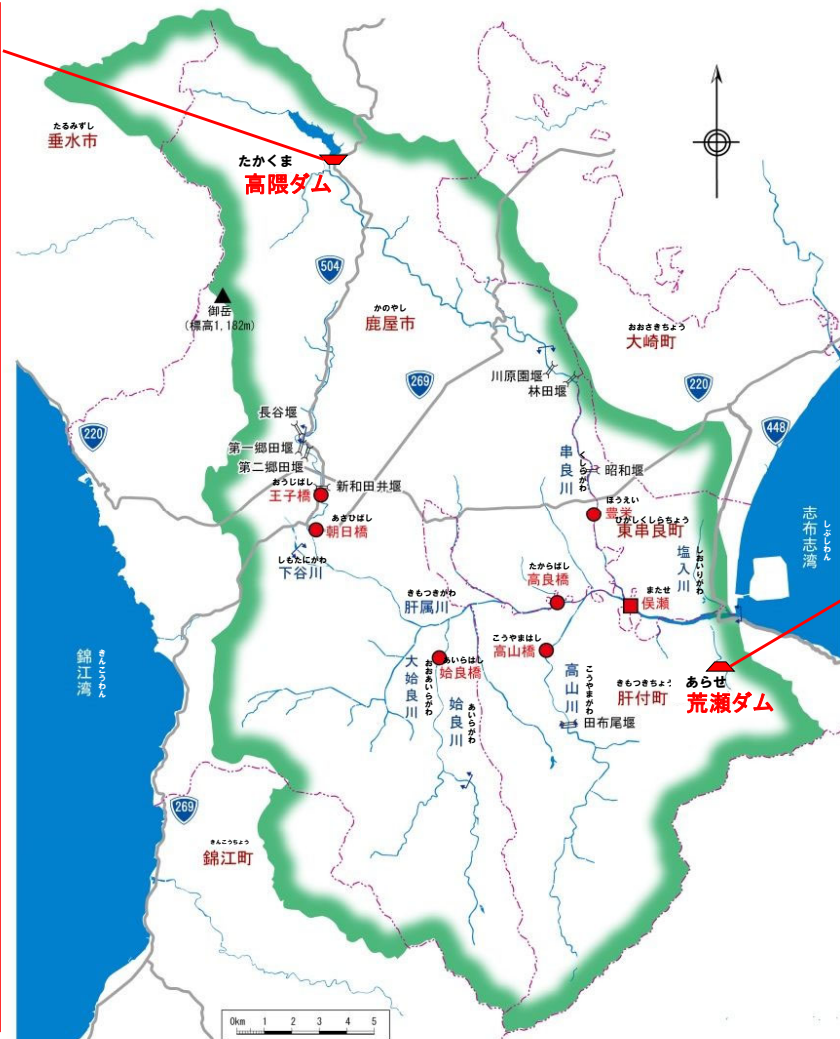 たるみずし
垂水市
たかくま
高隈ダム
504
御岳
(標高1,182m)
かのやし
鹿屋市
おおさきちょう
大崎町
川原園堰
林田堰
269
220
448
220
長谷堰
第一郷田堰
第二郷田堰
新和田井堰
おうじばし
王子橋
あさひばし
朝日橋
しもたにがわ
下谷川
串良川
くしらがわ
昭和堰
ほうえい
豊栄
ひがしくしらちょう
東串良町
塩入川
しおいりがわ
志布志湾
しぶしわん
たからばし
高良橋
きもつきがわ
肝属川
またせ
俣瀬
こうやまはし
高山橋
あいらはし
姶良橋
大姶良川
おおあいらがわ
姶良川
あいらがわ
高山川
こうやまがわ
きもつきちょう
肝付町
あらせ
荒瀬ダム
田布尾堰
錦江湾
きんこうわん
269
きんこうちょう
錦江町
0km 1 2 3 4 5